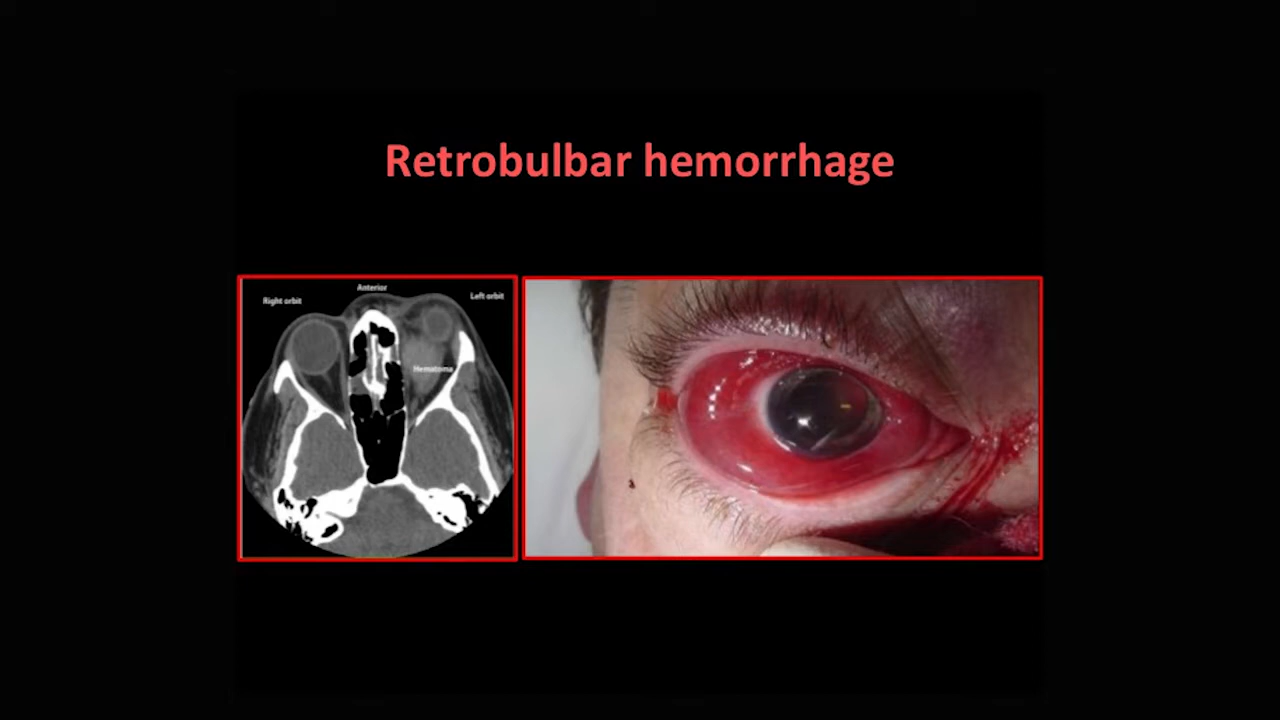 Retrobulbar hemorrhage
Anterior
Right orbit
Left orbit
Hematoma